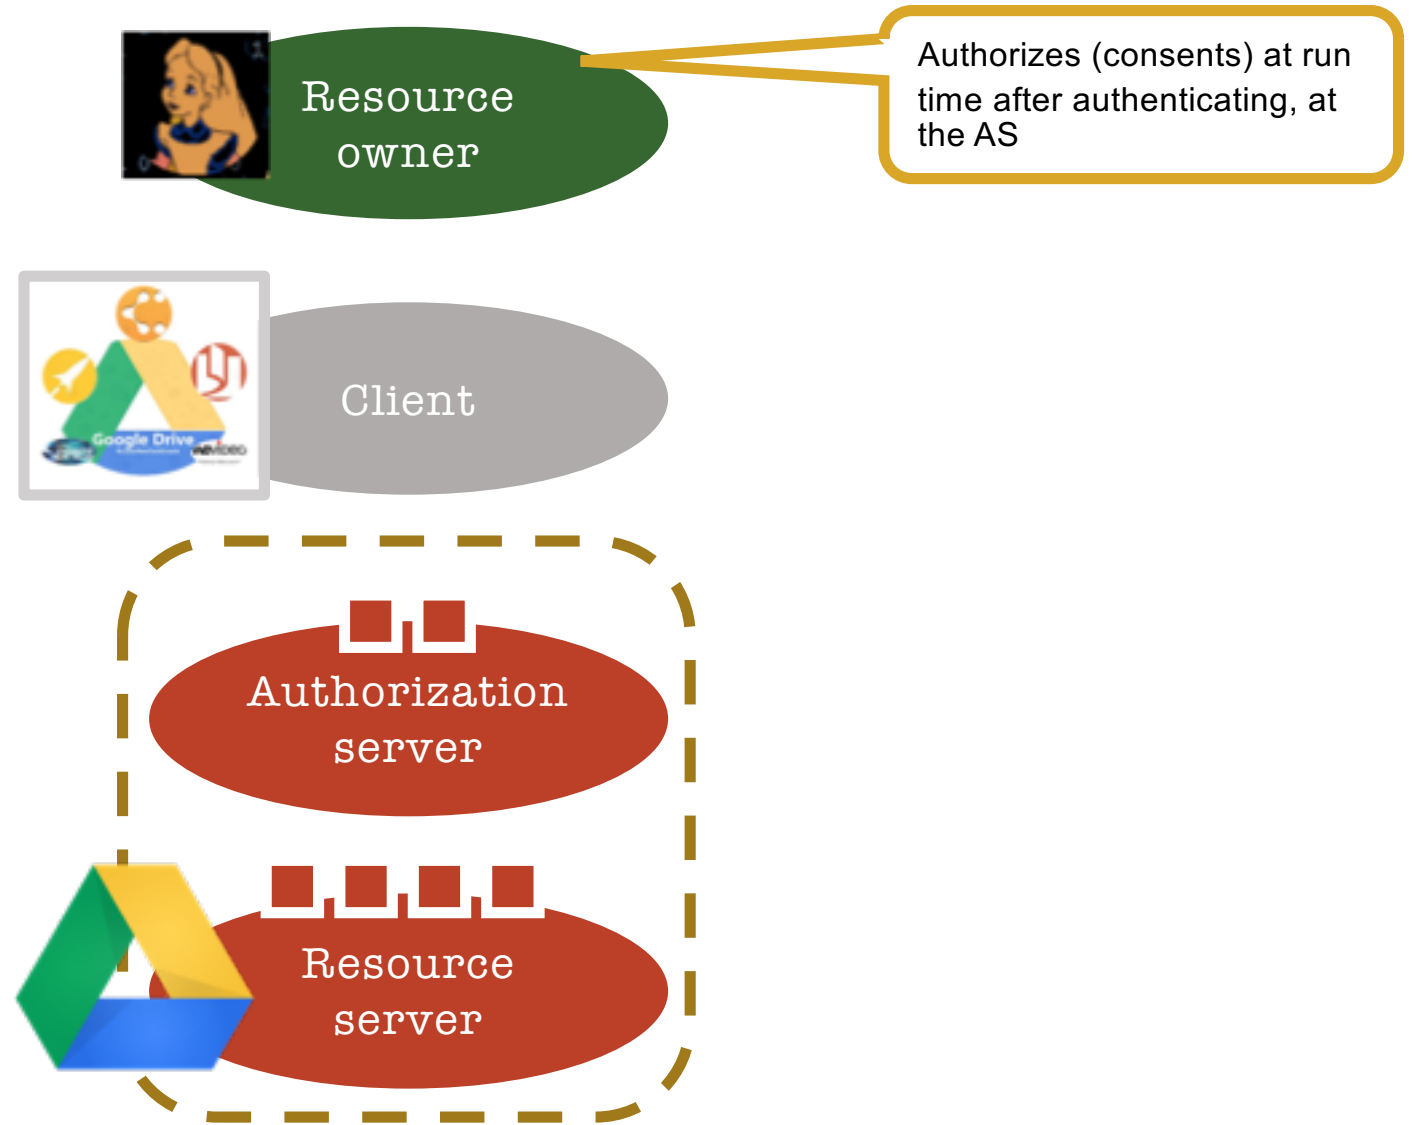 Authorizes (consents) at run
time after authenticating, at
the AS
Resource
owner
Client
Google Drive
Authorization
server
Resource
server